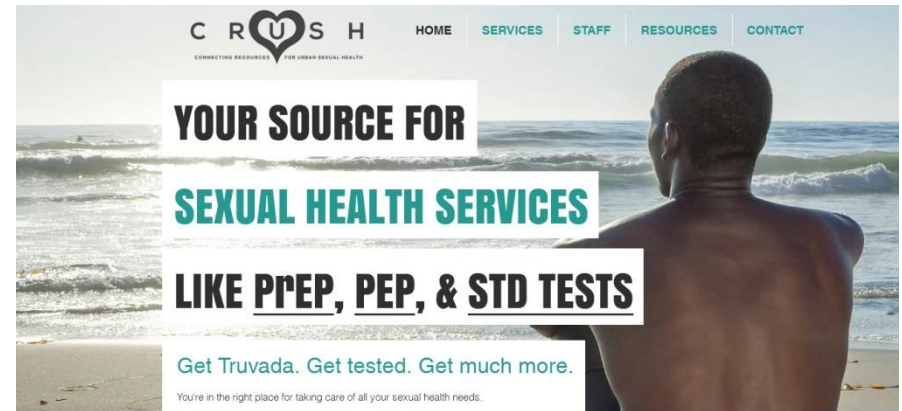 CRUSH
CONNECTING RESOURCES FOR URBAN SEXUAL HEALTH
HOME SERVICES STAFF RESOURCES CONTACT
YOUR SOURCE FOR
SEXUAL HEALTH SERVICES
LIKE PrEP, PEP, & STD TESTS
Get Truvada. Get tested. Get much more.
You're in the right place for taking care of all your sexual health needs.